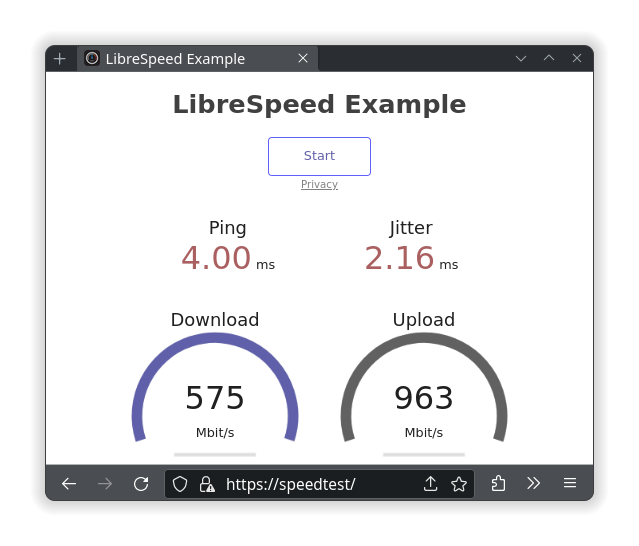 LibreSpeed Example
LibreSpeed Example
Start
Privacy
Ping
4.00 ms
Jitter
2.16 ms
Download
575
Mbit/s
Upload
963
Mbit/s
https://speedtest/